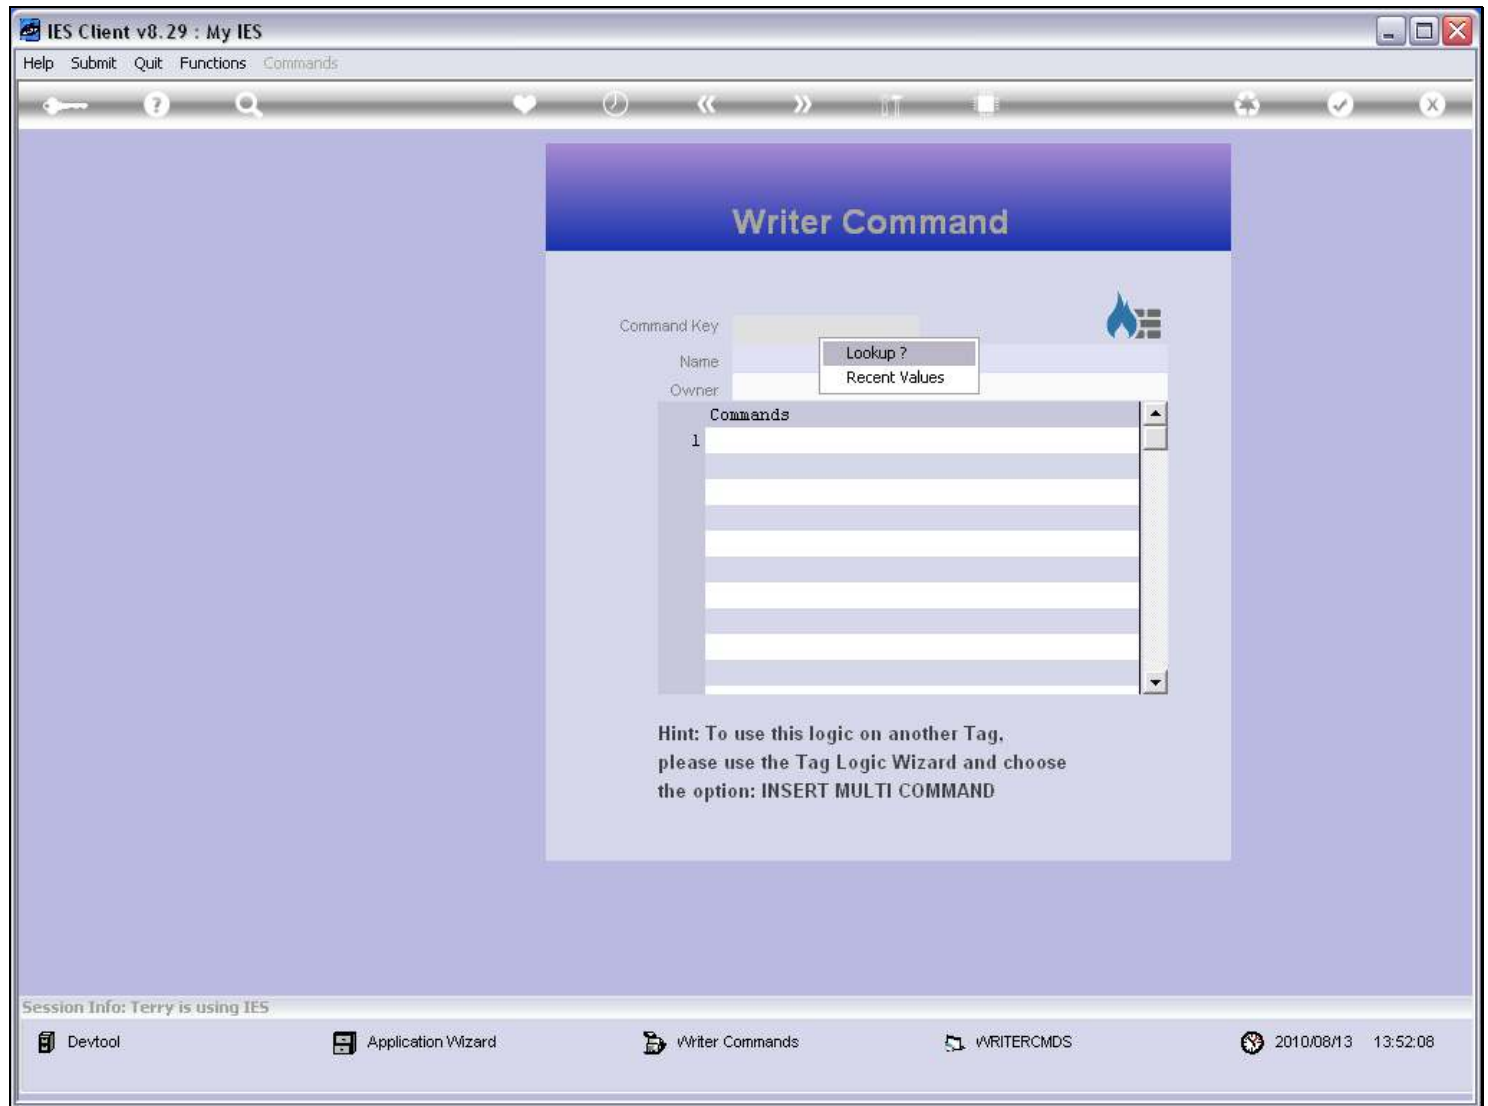 IES Client v8.29 : My IES
Help Submit Quit Functions Commands
Writer Command
Command Key
Lookup ?
Name
Recent Values
Owner
Commands
1
Hint: To use this logic on another Tag,
please use the Tag Logic Wizard and choose
the option: INSERT MULTI COMMAND
Session Info: Terry is using IES
Devtool Application Wizard Writer Commands WRITERCMDS 2010/08/13 13:52:08